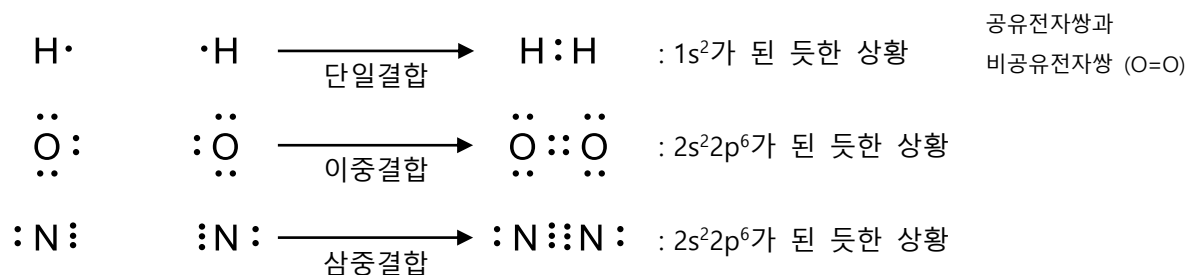 H· ·H 단일결합 H:H : 1s²가 된 듯한 상황
공유전자쌍과
비공유전자쌍 (O=O)
O: :O 이중결합 O::O : 2s²2p⁶가 된 듯한 상황
:N⋮ ⋮N: 삼중결합 :N⋮⋮N: : 2s²2p⁶가 된 듯한 상황